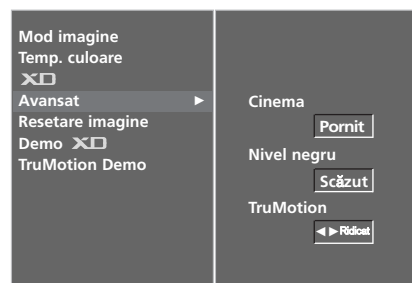 Mod imagine
Temp. culoare
XD
Avansat ►
Resetare imagine
Demo XD
TruMotion Demo
Cinema
Pornit
Nivel negru
Scăzut
TruMotion
◄ ► Ridicat